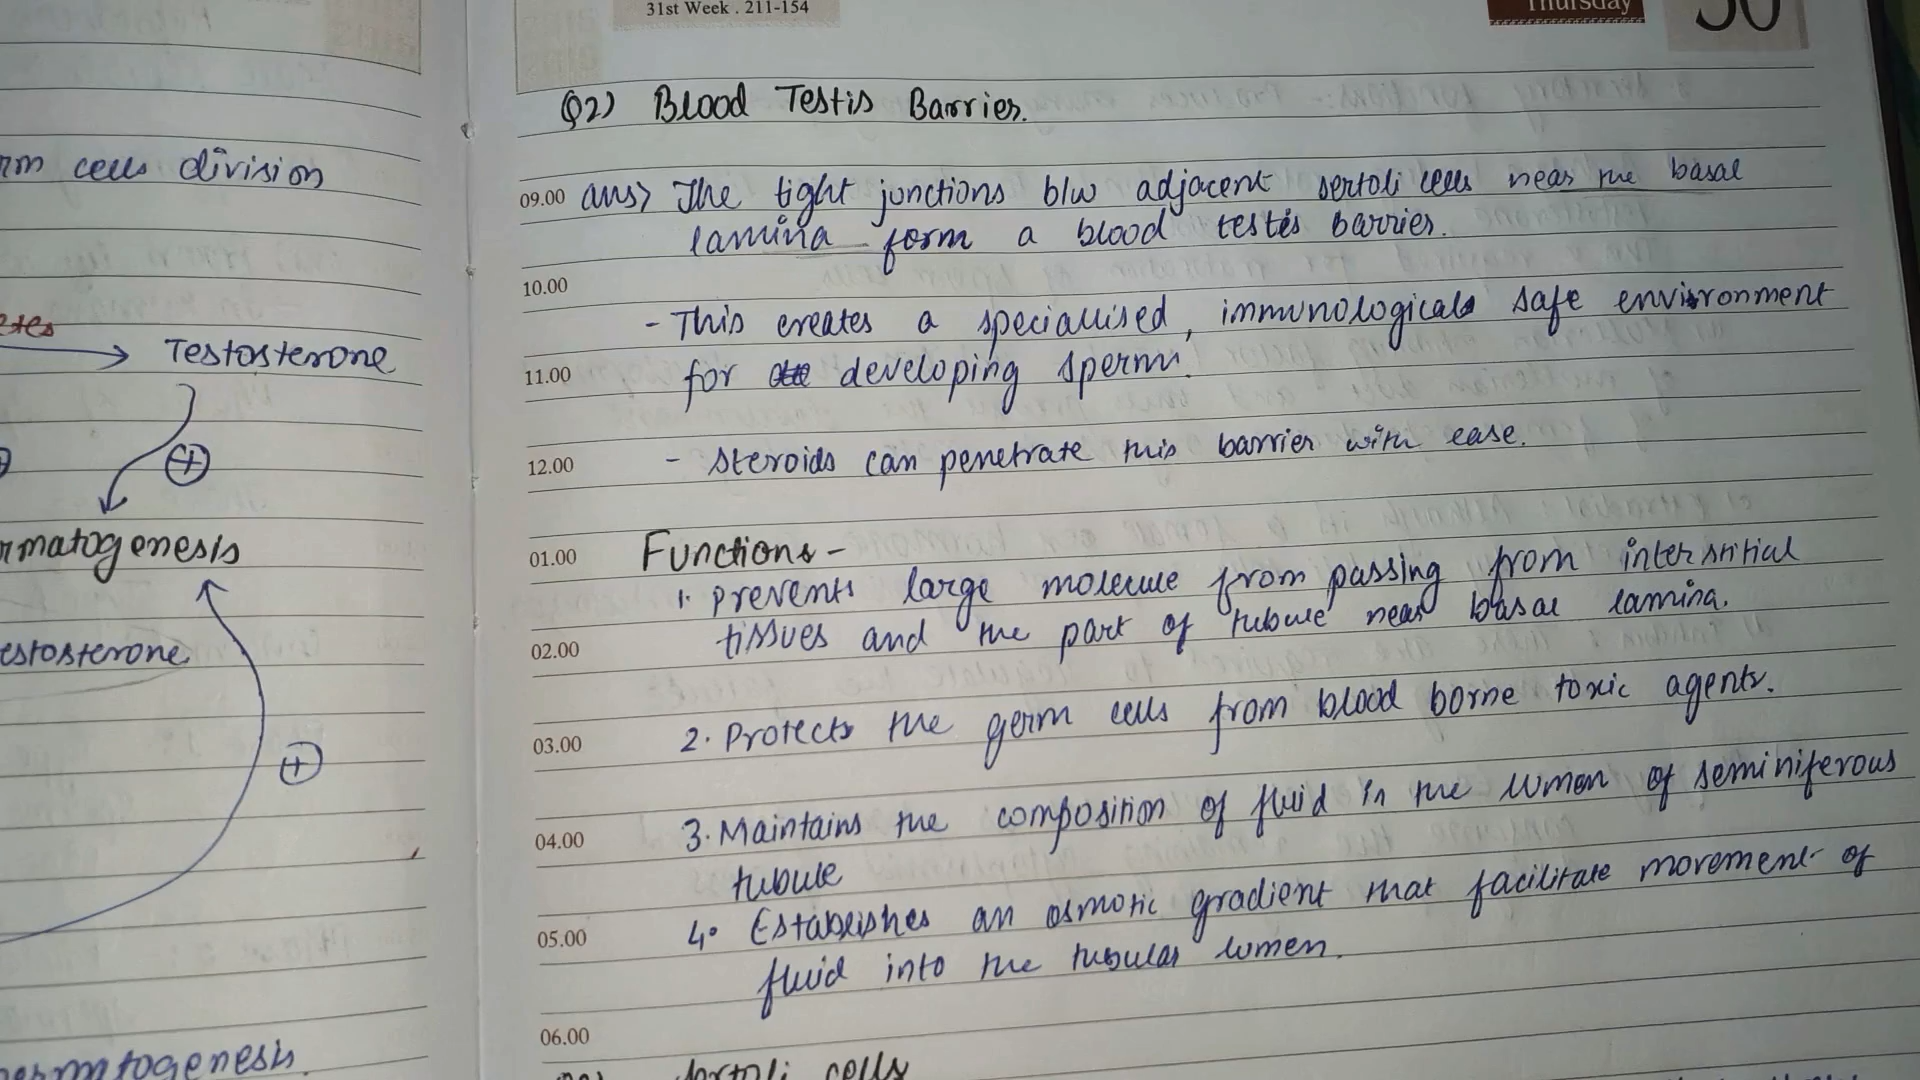 31st Week . 211-154
Thursday
30
cells division
Testosterone
Q2) Blood Testis Barrier.
09.00 ans> The tight junctions b/w adjacent sertoli cells near the basal
lamina form a blood testis barrier.
10.00
- This creates a specialised, immunological safe environment
11.00 for developing sperm.
12.00 - Steroids can penetrate this barrier with ease.
01.00 Functions -
1. prevents large molecule from passing from interstitial
02.00 tissues and the part of tubule near basal lamina.
03.00 2. Protects the germ cells from blood borne toxic agents.
3. Maintains the composition of fluid in the lumen of seminiferous
04.00 tubule
05.00 4. Establishes an osmotic gradient that facilitate movement of
fluid into the tubular lumen.
06.00
sertoli cells